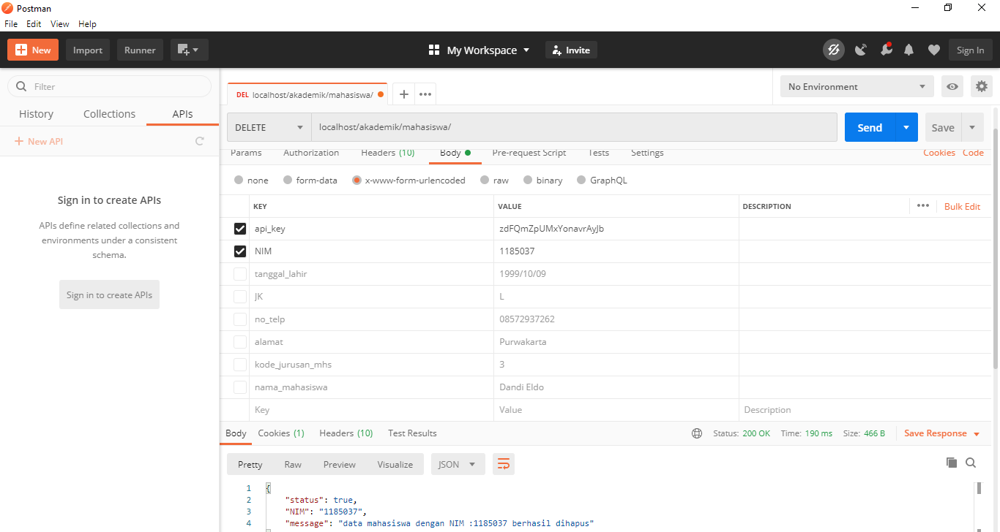 Postman
File Edit View Help
New Import Runner My Workspace Invite Sign In
Filter
History Collections APIs
New API
Sign in to create APIs
APIs define related collections and
environments under a consistent
schema.
Sign in to create APIs
DEL localhost/akademik/mahasiswa/
No Environment
DELETE localhost/akademik/mahasiswa/ Send Save
Params Authorization Headers (10) Body Pre-request Script Tests Settings Cookies Code
none form-data x-www-form-urlencoded raw binary GraphQL
KEY VALUE DESCRIPTION Bulk Edit
api_key zdFQmZpUMxYonavrAyJb
NIM 1185037
tanggal_lahir 1999/10/09
JK L
no_telp 08572937262
alamat Purwakarta
kode_jurusan_mhs 3
nama_mahasiswa Dandi Eldo
Key Value Description
Body Cookies (1) Headers (10) Test Results Status: 200 OK Time: 190 ms Size: 466 B Save Response
Pretty Raw Preview Visualize JSON
1 {
2 "status": true,
3 "NIM": "1185037",
4 "message": "data mahasiswa dengan NIM :1185037 berhasil dihapus"